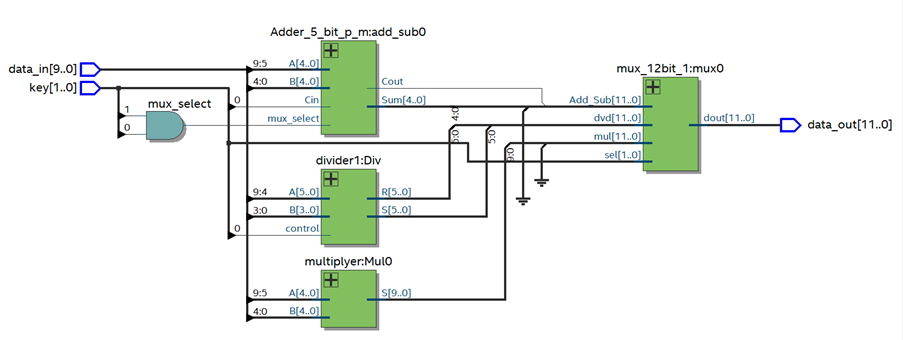 Adder_5_bit_p_m:add_sub0
data_in[9..0]
key[1..0]
mux_select
1
0
9:5 A[4..0]
4:0 B[4..0]
0 Cin
mux_select
Cout
Sum[4..0]
4:0
5:0
5:0
9:0
mux_12bit_1:mux0
Add_Sub[11..0]
dvd[11..0]
mul[11..0]
sel[1..0]
dout[11..0]
data_out[11..0]
divider1:Div
9:4 A[5..0]
3:0 B[3..0]
0 control
R[5..0]
S[5..0]
multiplyer:Mul0
9:5 A[4..0]
4:0 B[4..0]
S[9..0]